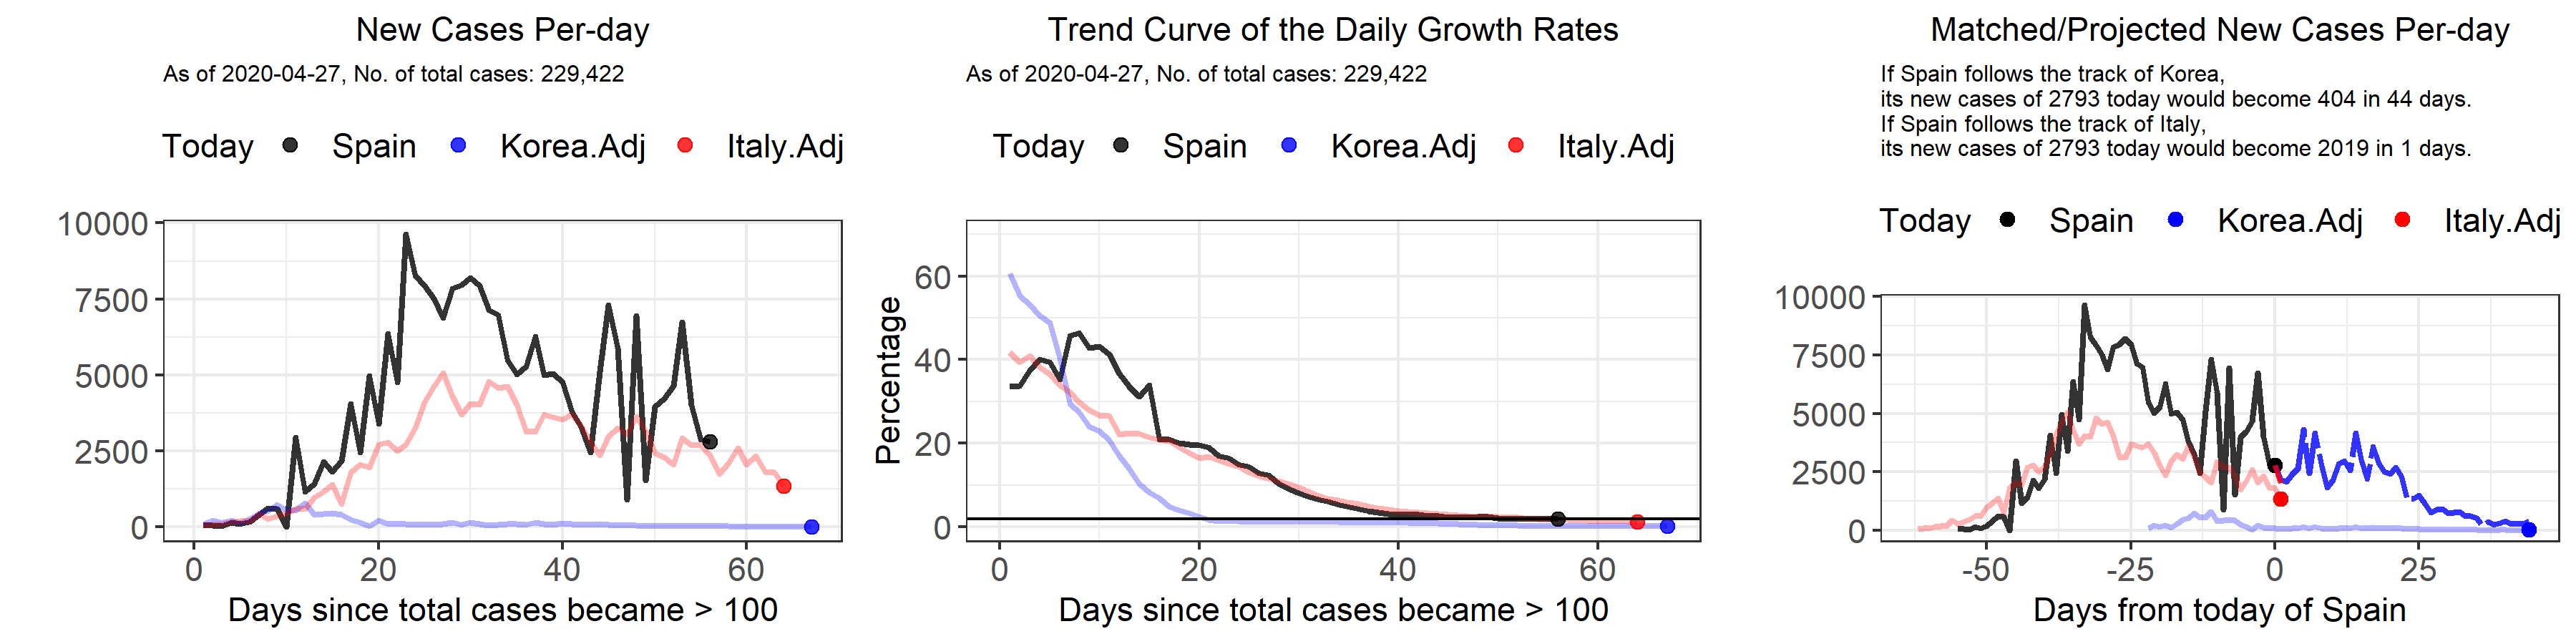 New Cases Per-day
As of 2020-04-27, No. of total cases: 229,422
Today Spain Korea.Adj Italy.Adj
10000
7500
5000
2500
0
0 20 40 60
Days since total cases became > 100
Trend Curve of the Daily Growth Rates
As of 2020-04-27, No. of total cases: 229,422
Today Spain Korea.Adj Italy.Adj
Percentage
60
40
20
0
0 20 40 60
Days since total cases became > 100
Matched/Projected New Cases Per-day
If Spain follows the track of Korea,
its new cases of 2793 today would become 404 in 44 days.
If Spain follows the track of Italy,
its new cases of 2793 today would become 2019 in 1 days.
Today Spain Korea.Adj Italy.Adj
10000
7500
5000
2500
0
-50 -25 0 25
Days from today of Spain